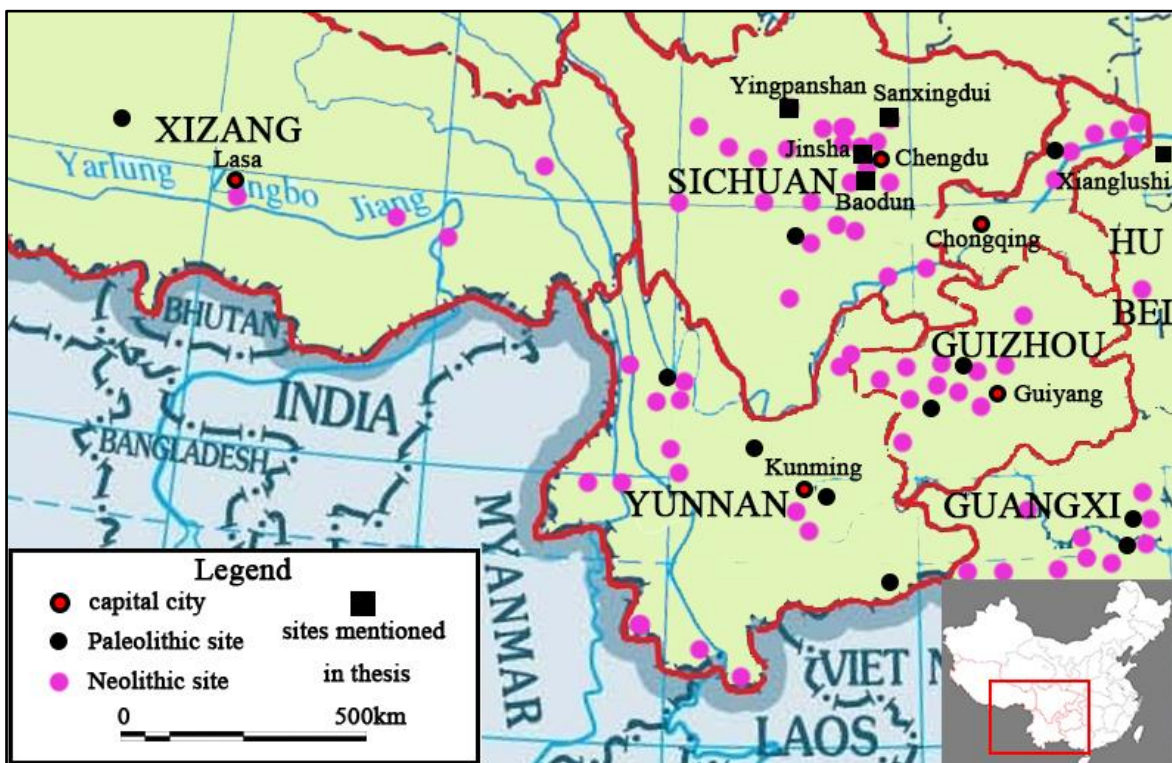 Yingpanshan
Sanxingdui
XIZANG
Lasa
Yarlung
Jiang
Jinsha
Chengdu
SICHUAN
Baodun
Xianglushi
Chongqing
HU
BEI
BHUTAN
INDIA
BANGLADESH
GUIZHOU
Guiyang
Kunming
YUNNAN
GUANGXI
MYANMAR
VIET N
LAOS
Legend
capital city
Paleolithic site
Neolithic site
sites mentioned
in thesis
0
500km